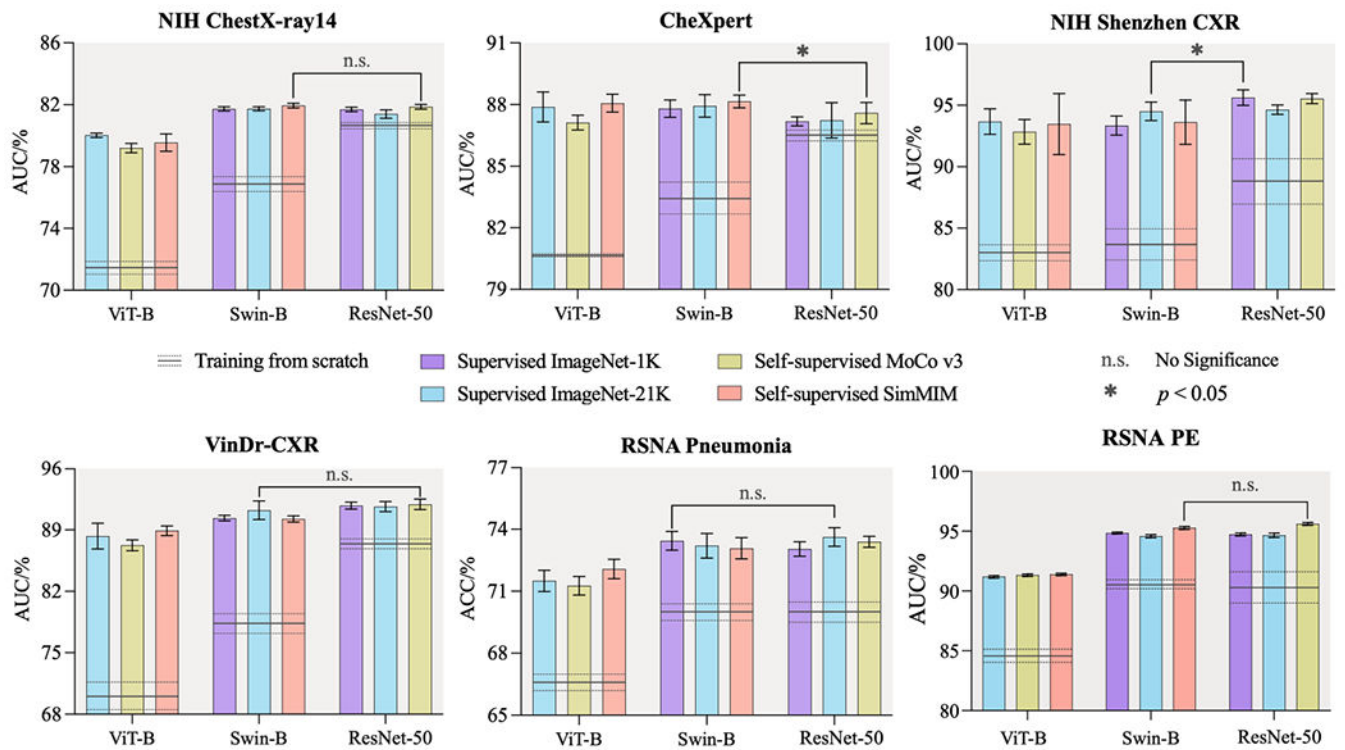 NIH ChestX-ray14
CheXpert
NIH Shenzhen CXR
AUC/%
86
82
78
74
70
n.s.
ViT-B
Swin-B
ResNet-50
AUC/%
91
88
85
82
79
*
ViT-B
Swin-B
ResNet-50
AUC/%
100
95
90
85
80
*
ViT-B
Swin-B
ResNet-50
Training from scratch
Supervised ImageNet-1K
Self-supervised MoCo v3
n.s. No Significance
Supervised ImageNet-21K
Self-supervised SimMIM
* p < 0.05
VinDr-CXR
RSNA Pneumonia
RSNA PE
AUC/%
96
89
82
75
68
n.s.
ViT-B
Swin-B
ResNet-50
ACC/%
77
74
71
68
65
n.s.
ViT-B
Swin-B
ResNet-50
AUC/%
100
95
90
85
80
n.s.
ViT-B
Swin-B
ResNet-50